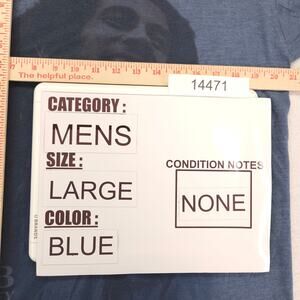 The helpful place.
14471
CATEGORY :
MENS
SIZE:
LARGE
COLOR :
BLUE
CONDITION NOTES
NONE